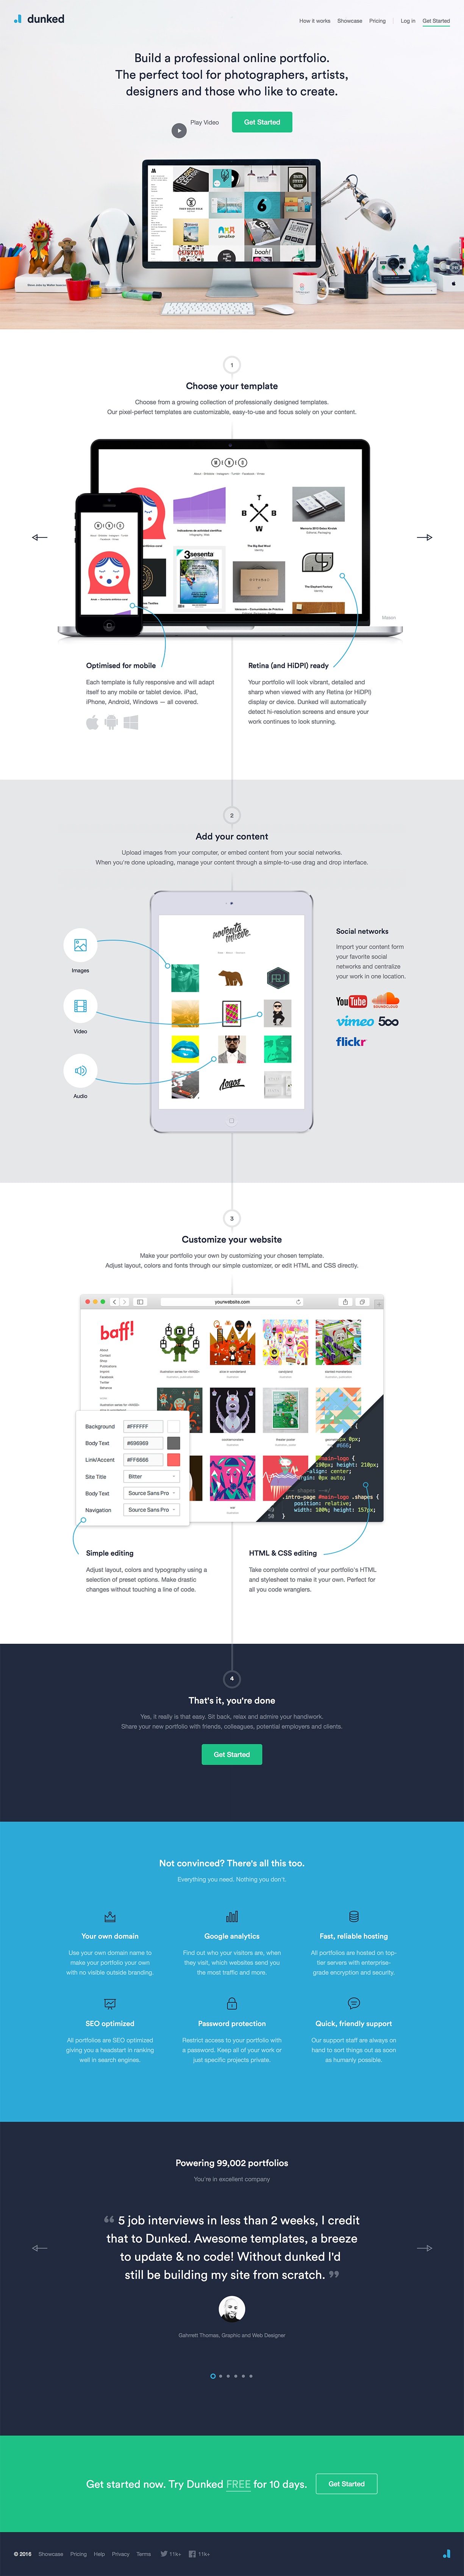 dunked
How it works Showcase Pricing Log in Get Started
Build a professional online portfolio.
The perfect tool for photographers, artists,
designers and those who like to create.
Play Video Get Started
1
Choose your template
Choose from a growing collection of professionally designed templates.
Our pixel-perfect templates are customizable, easy-to-use and focus solely on your content.
Optimised for mobile
Each template is fully responsive and will adapt
itself to any mobile or tablet device. iPad,
iPhone, Android, Windows — all covered.
Retina (and HiDPI) ready
Your portfolio will look vibrant, detailed and
sharp when viewed with any Retina (or HiDPI)
display or device. Dunked will automatically
detect hi-resolution screens and ensure your
work continues to look stunning.
2
Add your content
Upload images from your computer, or embed content from your social networks.
When you're done uploading, manage your content through a simple-to-use drag and drop interface.
Images
Video
Audio
Social networks
Import your content form
your favorite social
networks and centralize
your work in one location.
YouTube SOUNDCLOUD
vimeo 500
flickr
3
Customize your website
Make your portfolio your own by customizing your chosen template.
Adjust layout, colors and fonts through our simple customizer, or edit HTML and CSS directly.
yourwebsite.com
baff!
Background #FFFFFF
Body Text #696969
Link/Accent #FF6666
Site Title Bitter
Body Text Source Sans Pro
Navigation Source Sans Pro
Simple editing
Adjust layout, colors and typography using a
selection of preset options. Make drastic
changes without touching a line of code.
HTML & CSS editing
Take complete control of your portfolio's HTML
and stylesheet to make it your own. Perfect for
all you code wranglers.
4
That's it, you're done
Yes, it really is that easy. Sit back, relax and admire your handiwork.
Share your new portfolio with friends, colleagues, potential employers and clients.
Get Started
Not convinced? There's all this too.
Everything you need. Nothing you don't.
Your own domain
Use your own domain name to
make your portfolio your own
with no visible outside branding.
Google analytics
Find out who your visitors are, when
they visit, which websites send you
the most traffic and more.
Fast, reliable hosting
All portfolios are hosted on top-
tier servers with enterprise-
grade encryption and security.
SEO optimized
All portfolios are SEO optimized
giving you a headstart in ranking
well in search engines.
Password protection
Restrict access to your portfolio with
a password. Keep all of your work or
just specific projects private.
Quick, friendly support
Our support staff are always on
hand to sort things out as soon
as humanly possible.
Powering 99,002 portfolios
You're in excellent company
“ 5 job interviews in less than 2 weeks, I credit
that to Dunked. Awesome templates, a breeze
to update & no code! Without dunked I'd
still be building my site from scratch. ”
Gahrrett Thomas, Graphic and Web Designer
Get started now. Try Dunked FREE for 10 days. Get Started
© 2016 Showcase Pricing Help Privacy Terms 11k+ 11k+